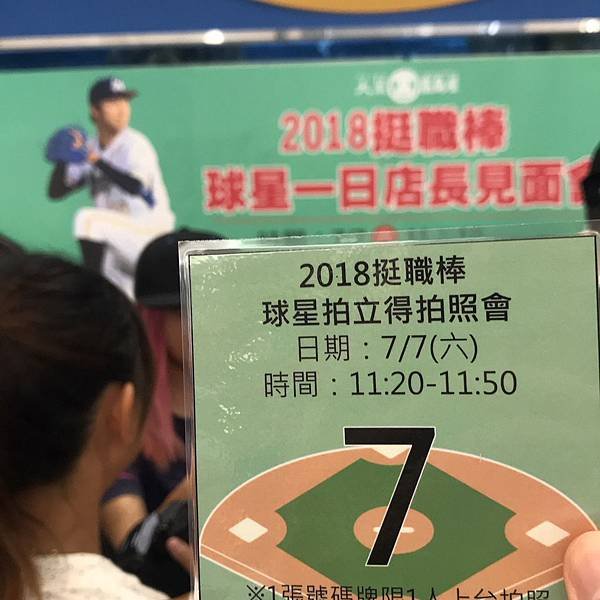 2018挺職棒
球星一日店長見面會
2018挺職棒
球星拍立得拍照會
日期：7/7(六)
時間：11:20-11:50
7
※1張號碼牌限1人上台拍照